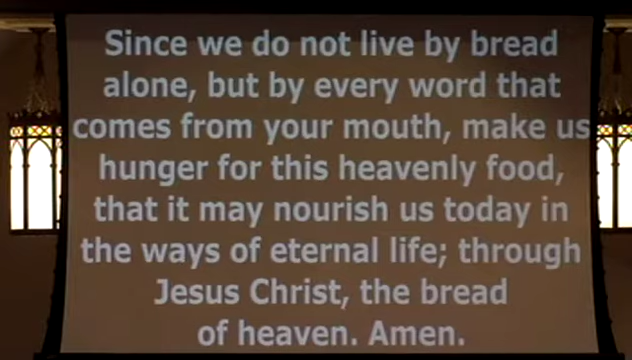 Since we do not live by bread
alone, but by every word that
comes from your mouth, make us
hunger for this heavenly food,
that it may nourish us today in
the ways of eternal life; through
Jesus Christ, the bread
of heaven. Amen.